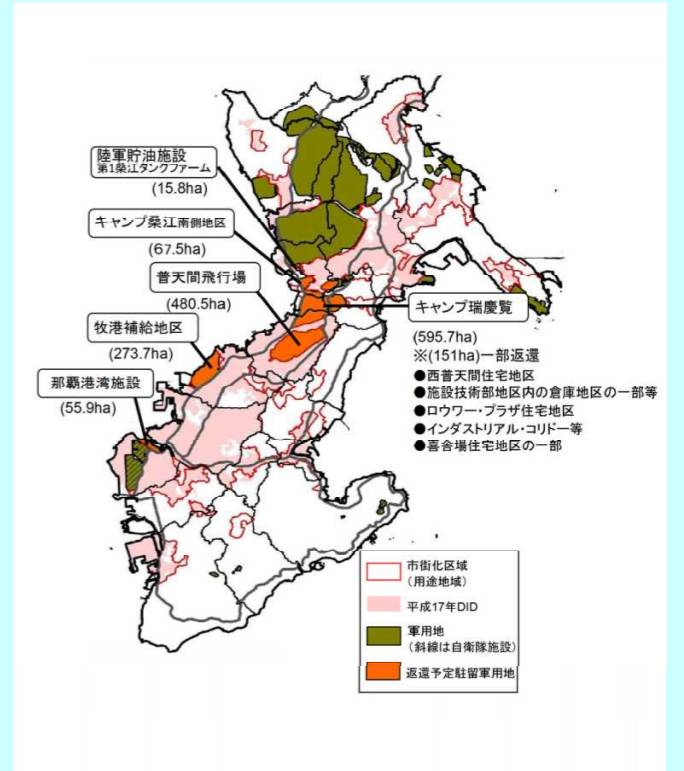 陸軍貯油施設
第1桑江タンクファーム
(15.8ha)
キャンプ桑江南側地区
(67.5ha)
普天間飛行場
(480.5ha)
牧港補給地区
(273.7ha)
那覇港湾施設
(55.9ha)
キャンプ瑞慶覧
(595.7ha)
※(151ha)一部返還
●西普天間住宅地区
●施設技術部地区内の倉庫地区の一部等
●ロウワー・プラザ住宅地区
●インダストリアル・コリドー等
●喜舎場住宅地区の一部
市街化区域
(用途地域)
平成17年DID
軍用地
(斜線は自衛隊施設)
返還予定駐留軍用地